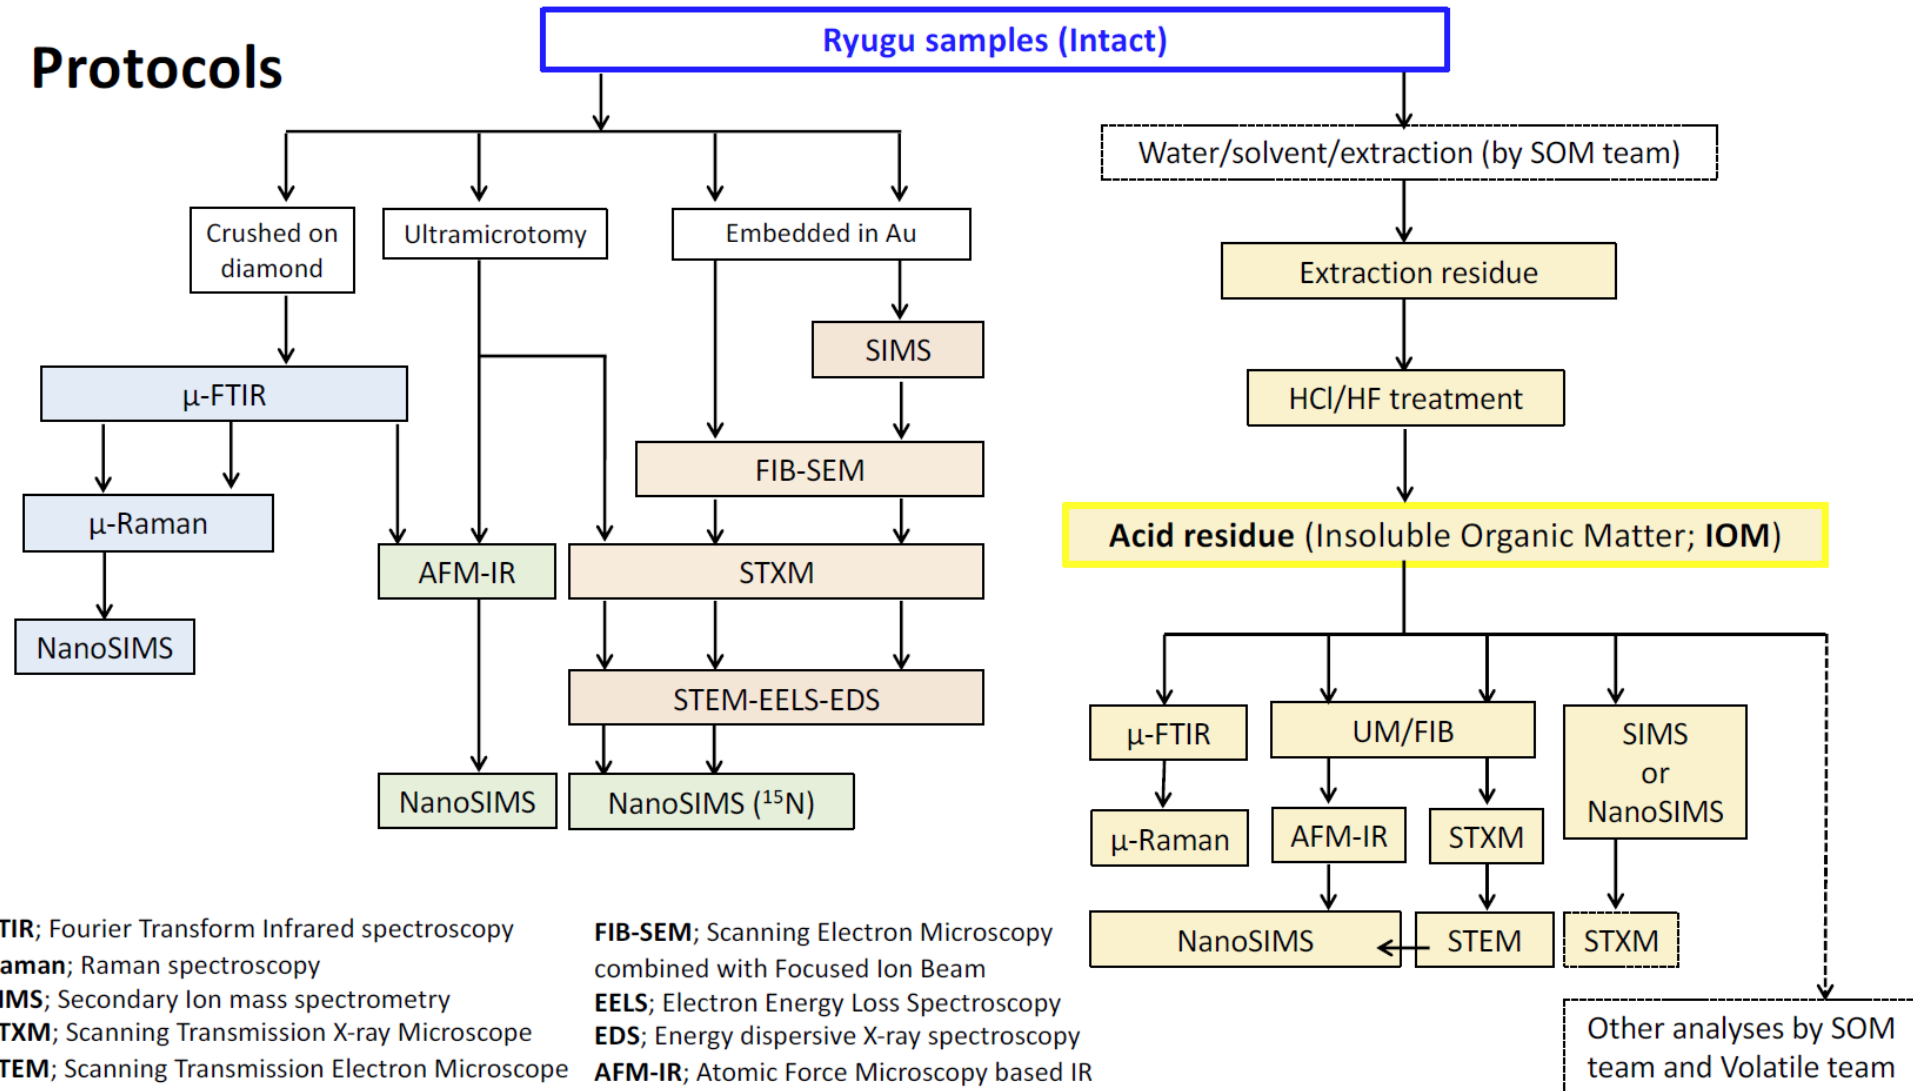 Protocols
Ryugu samples (Intact)
Water/solvent/extraction (by SOM team)
Crushed on
diamond
Ultramicrotomy
Embedded in Au
Extraction residue
SIMS
μ-FTIR
HCl/HF treatment
FIB-SEM
μ-Raman
Acid residue (Insoluble Organic Matter; IOM)
AFM-IR
STXM
NanoSIMS
STEM-EELS-EDS
NanoSIMS
NanoSIMS (¹⁵N)
μ-FTIR
UM/FIB
SIMS
or
NanoSIMS
μ-Raman
AFM-IR
STXM
NanoSIMS
STEM
STXM
Other analyses by SOM
team and Volatile team
TIR; Fourier Transform Infrared spectroscopy
aman; Raman spectroscopy
IMS; Secondary Ion mass spectrometry
TXM; Scanning Transmission X-ray Microscope
TEM; Scanning Transmission Electron Microscope
FIB-SEM; Scanning Electron Microscopy
combined with Focused Ion Beam
EELS; Electron Energy Loss Spectroscopy
EDS; Energy dispersive X-ray spectroscopy
AFM-IR; Atomic Force Microscopy based IR